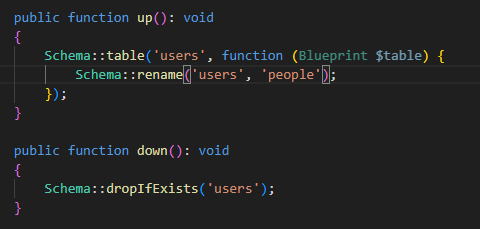 public function up(): void
{
    Schema::table('users', function (Blueprint $table) {
        Schema::rename('users', 'people');
    });
}

public function down(): void
{
    Schema::dropIfExists('users');
}